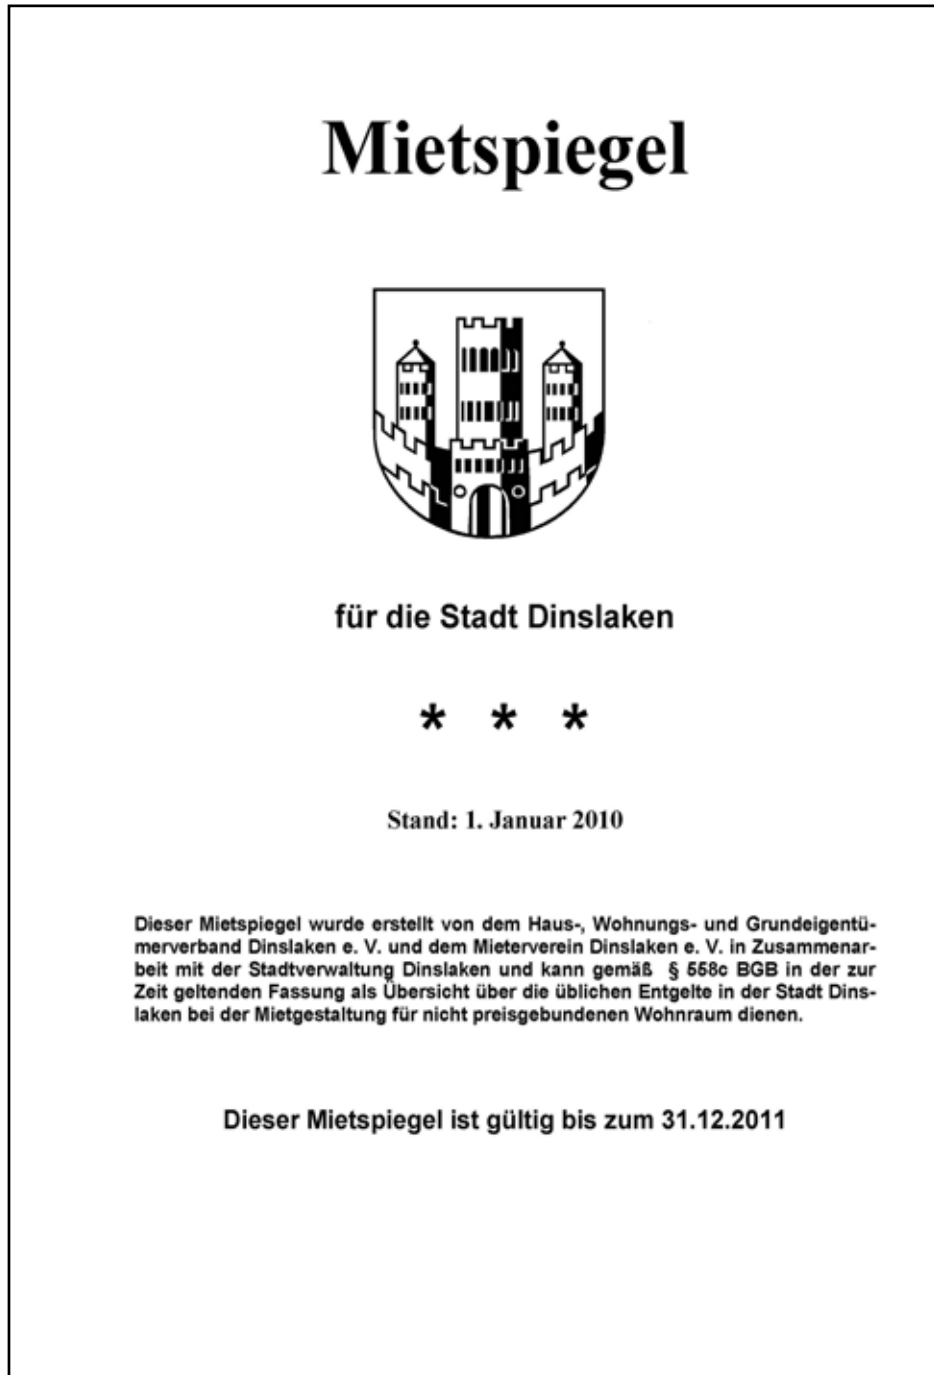 Mietspiegel
für die Stadt Dinslaken
* * *
Stand: 1. Januar 2010
Dieser Mietspiegel wurde erstellt von dem Haus-, Wohnungs- und Grundeigentü-
merverband Dinslaken e. V. und dem Mieterverein Dinslaken e. V. in Zusammenar-
beit mit der Stadtverwaltung Dinslaken und kann gemäß § 558c BGB in der zur
Zeit geltenden Fassung als Übersicht über die üblichen Entgelte in der Stadt Dins-
laken bei der Mietgestaltung für nicht preisgebundenen Wohnraum dienen.
Dieser Mietspiegel ist gültig bis zum 31.12.2011